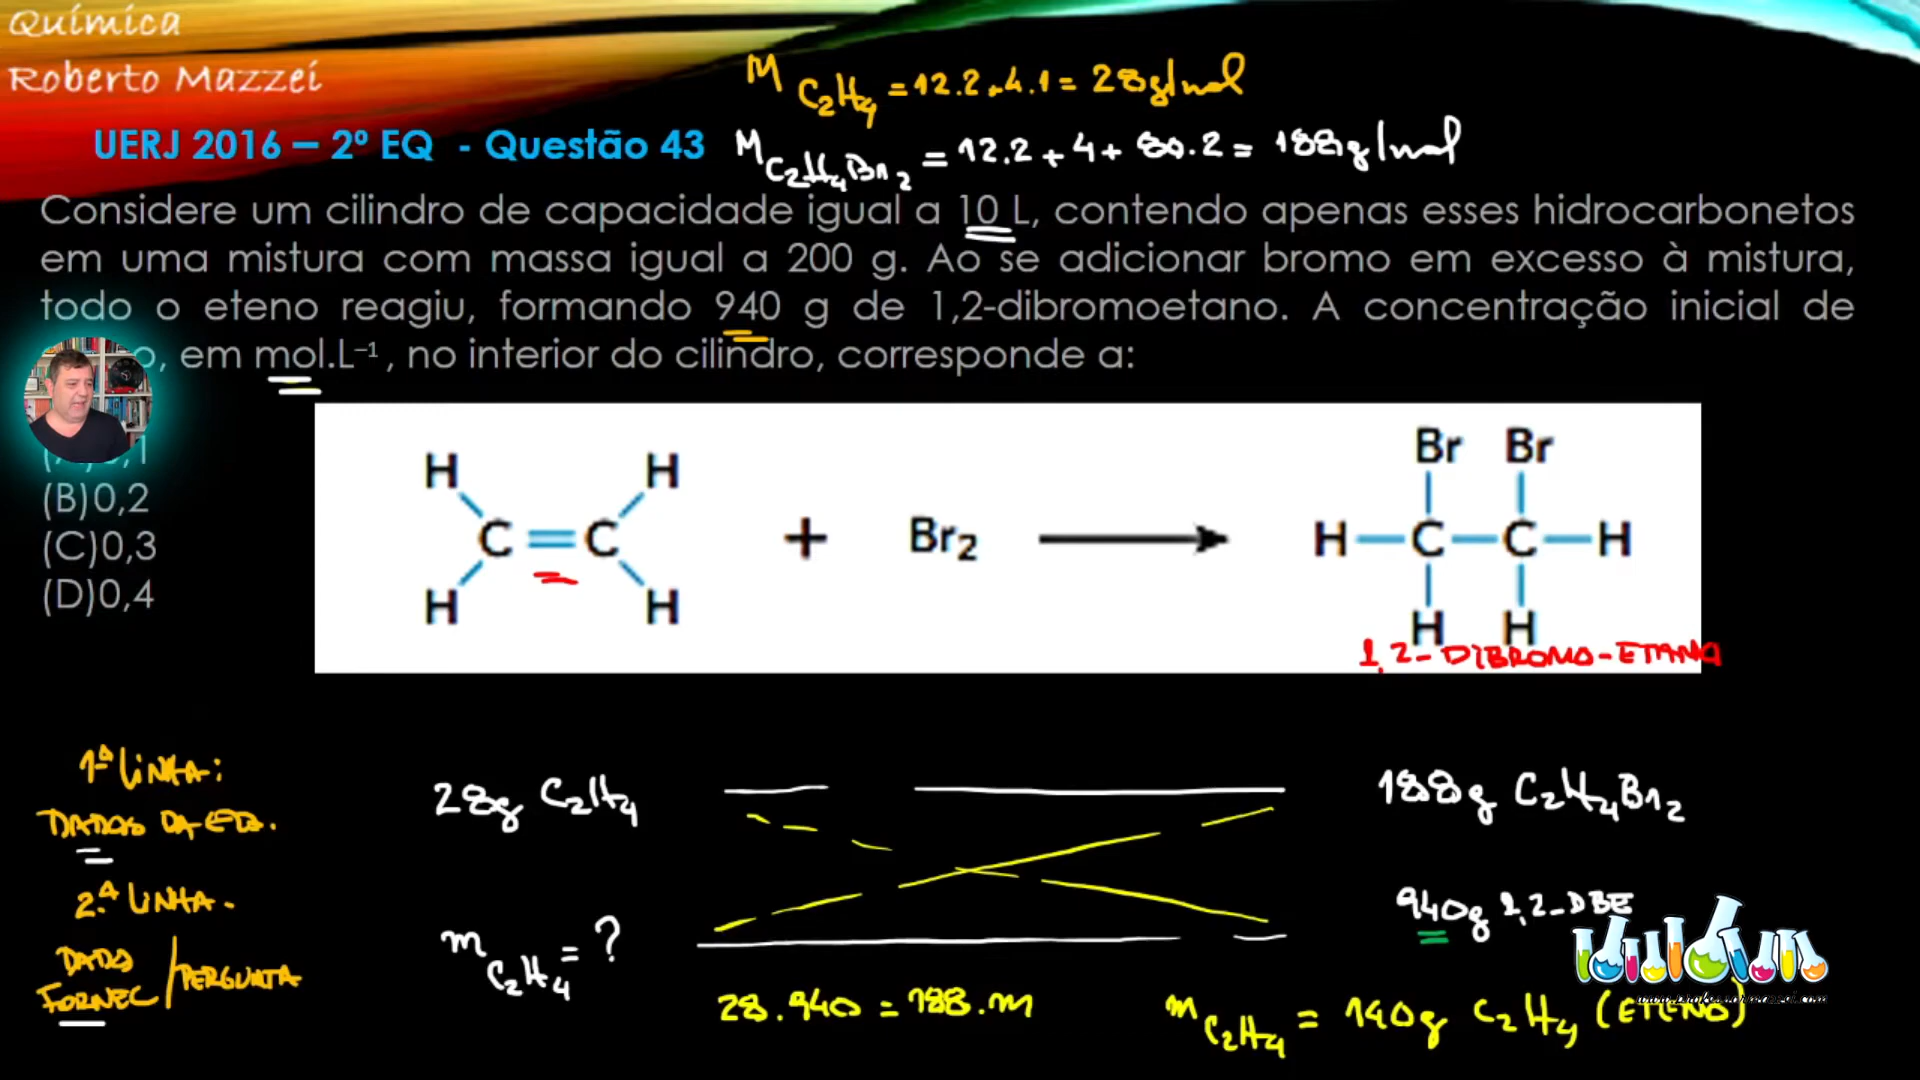 Química
Roberto Mazzei
M C₂H₄ = 12.2 + 4.1 = 28g/mol
UERJ 2016 – 2º EQ - Questão 43
M C₂H₄Br₂ = 12.2 + 4 + 80.2 = 188g/mol
Considere um cilindro de capacidade igual a 10 L, contendo apenas esses hidrocarbonetos
em uma mistura com massa igual a 200 g. Ao se adicionar bromo em excesso à mistura,
todo o eteno reagiu, formando 940 g de 1,2-dibromoetano. A concentração inicial de
o, em mol.L⁻¹ , no interior do cilindro, corresponde a:
(A)0,1
(B)0,2
(C)0,3
(D)0,4
H H Br Br
C = C + Br₂ H C C H
H H H H
1,2-DIBROMO-ETANO
1ª LINHA:
DADOS DA EQ.
28g C₂H₄ 188g C₂H₄Br₂
2.ª LINHA.
DADO FORNEC / PERGUNTA
m C₂H₄ = ? 940g 1,2-DBE
28.940 = 188.m
m C₂H₄ = 140g C₂H₄ (ETENO)